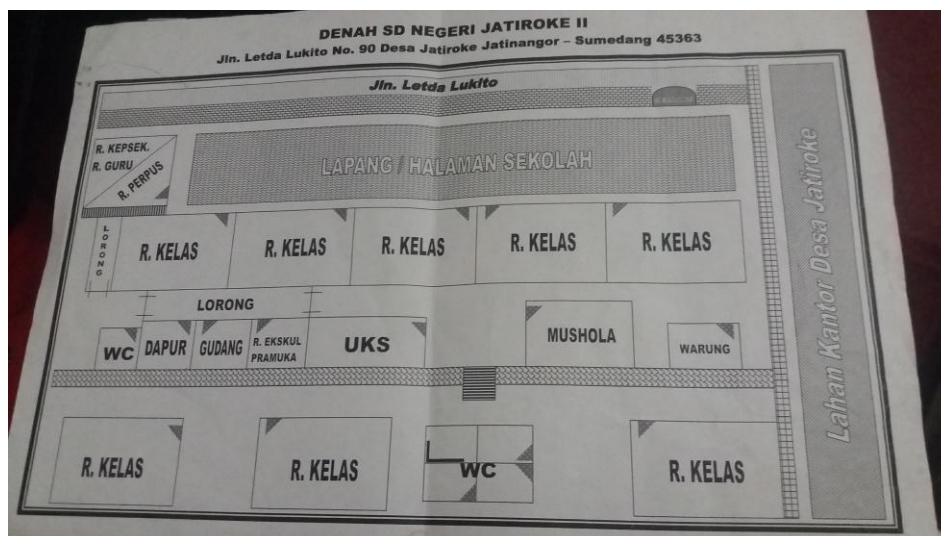 DENAH SD NEGERI JATIROKE II
Jln. Letda Lukito No. 90 Desa Jatiroke Jatinangor – Sumedang 45363
Jln. Letda Lukito
R. KEPSEK.
R. GURU
R. PERPUS
LAPANG / HALAMAN SEKOLAH
Lahan Kantor Desa Jatiroke
LORONG
R. KELAS
R. KELAS
R. KELAS
R. KELAS
R. KELAS
LORONG
WC
DAPUR
GUDANG
R. EKSKUL
PRAMUKA
UKS
MUSHOLA
WARUNG
R. KELAS
R. KELAS
WC
R. KELAS